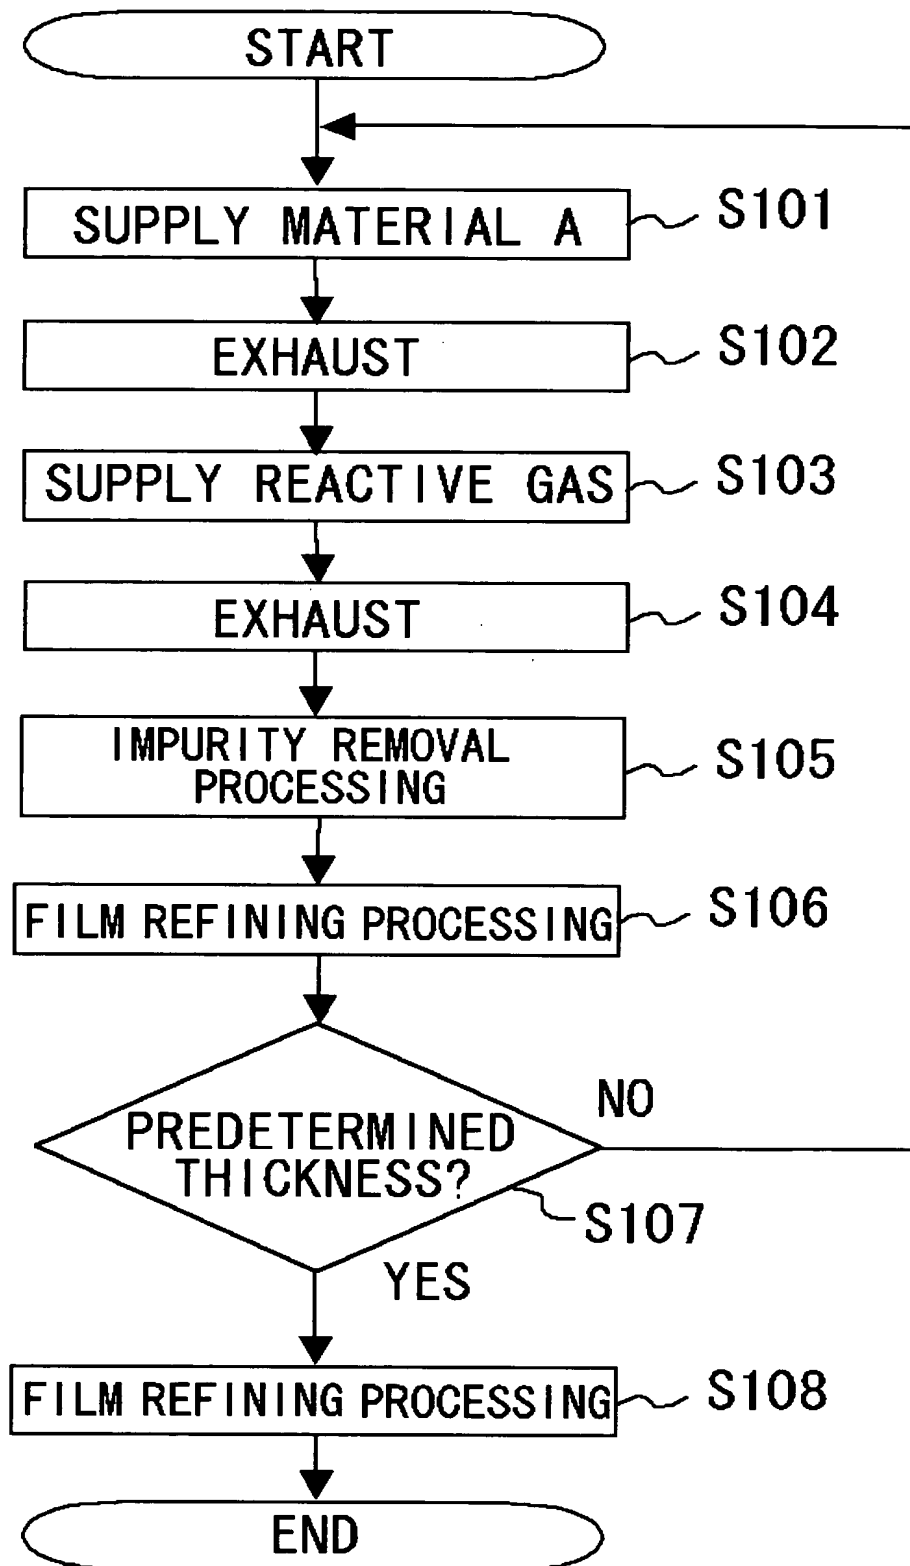 START
SUPPLY MATERIAL A
S101
EXHAUST
S102
SUPPLY REACTIVE GAS
S103
EXHAUST
S104
IMPURITY REMOVAL
PROCESSING
S105
FILM REFINING PROCESSING
S106
NO
PREDETERMINED
THICKNESS?
S107
YES
FILM REFINING PROCESSING
S108
END